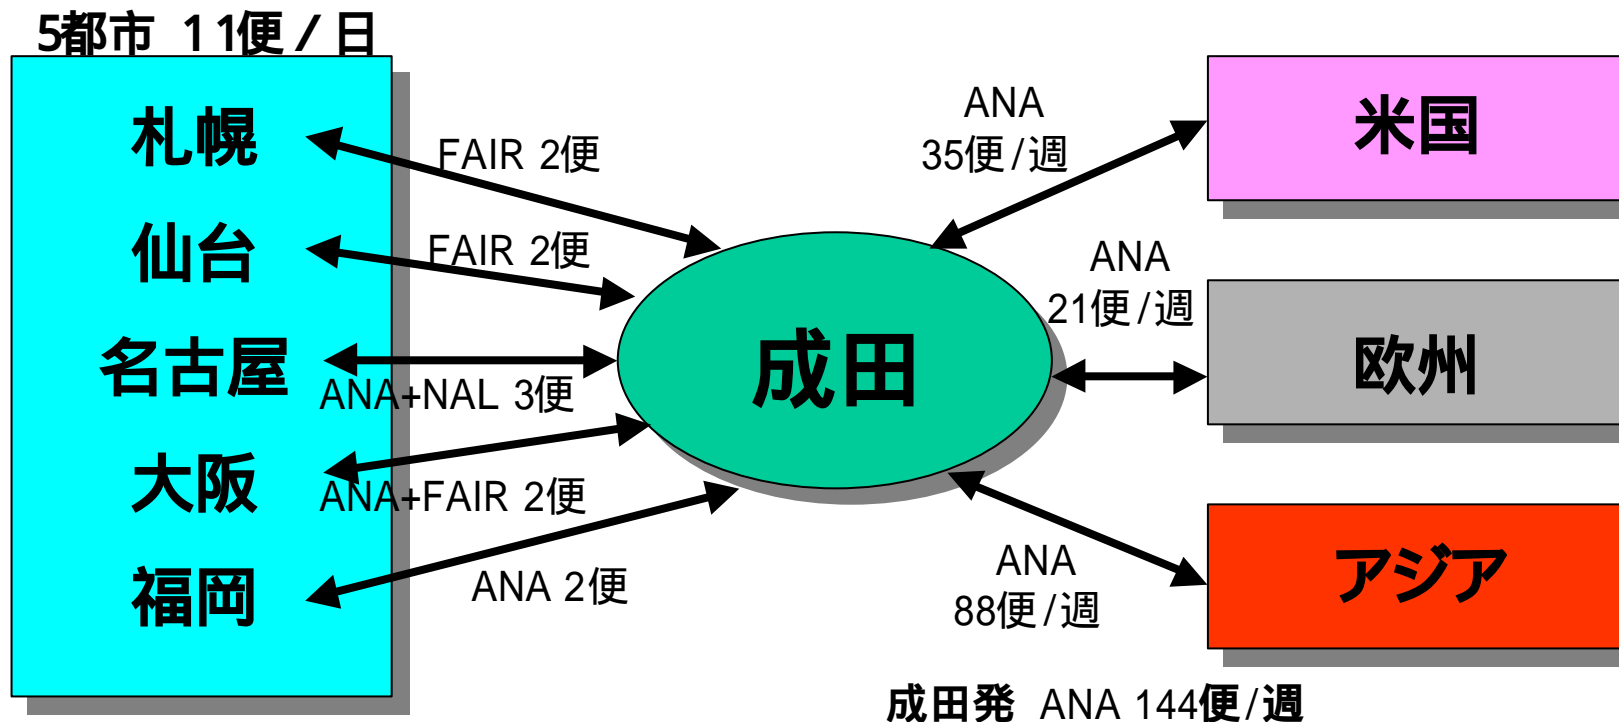 5都市 11便/日
札幌
仙台
名古屋
大阪
福岡
FAIR 2便
FAIR 2便
ANA+NAL 3便
ANA+FAIR 2便
ANA 2便
成田
ANA
35便/週
ANA
21便/週
ANA
88便/週
米国
欧州
アジア
成田発 ANA 144便/週